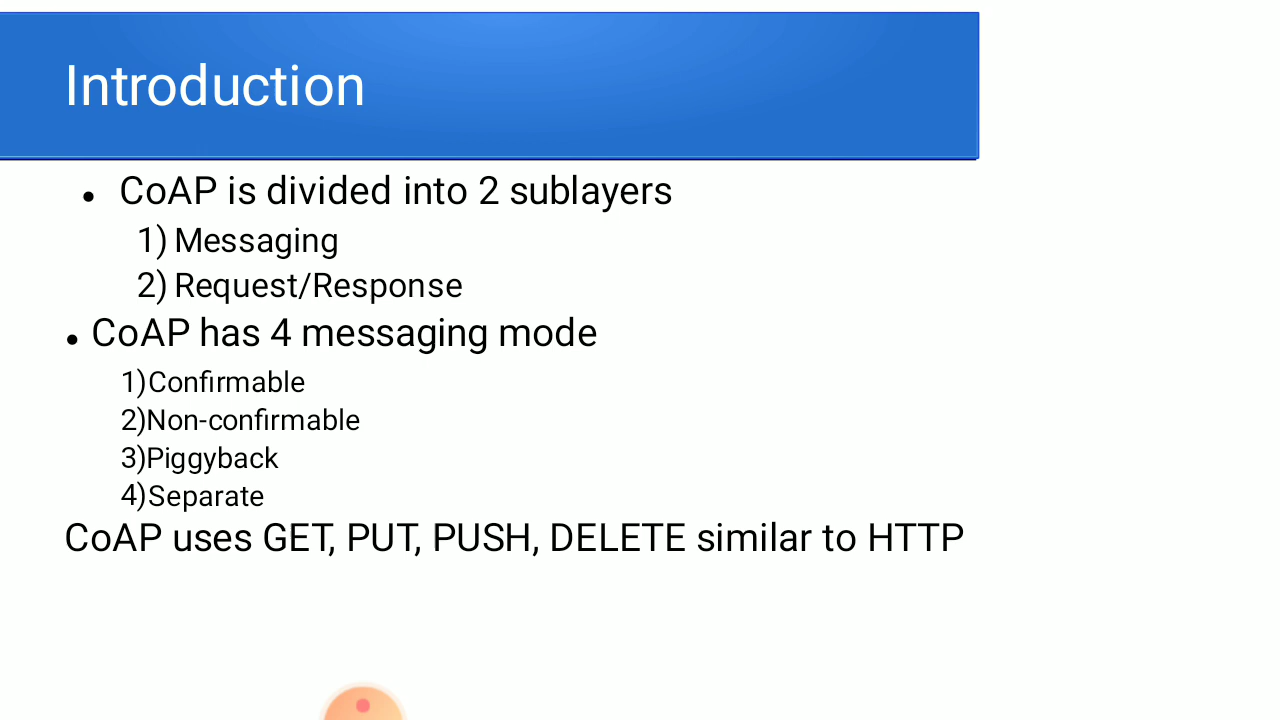 Introduction
• CoAP is divided into 2 sublayers
1) Messaging
2) Request/Response
• CoAP has 4 messaging mode
1)Confirmable
2)Non-confirmable
3)Piggyback
4)Separate
CoAP uses GET, PUT, PUSH, DELETE similar to HTTP